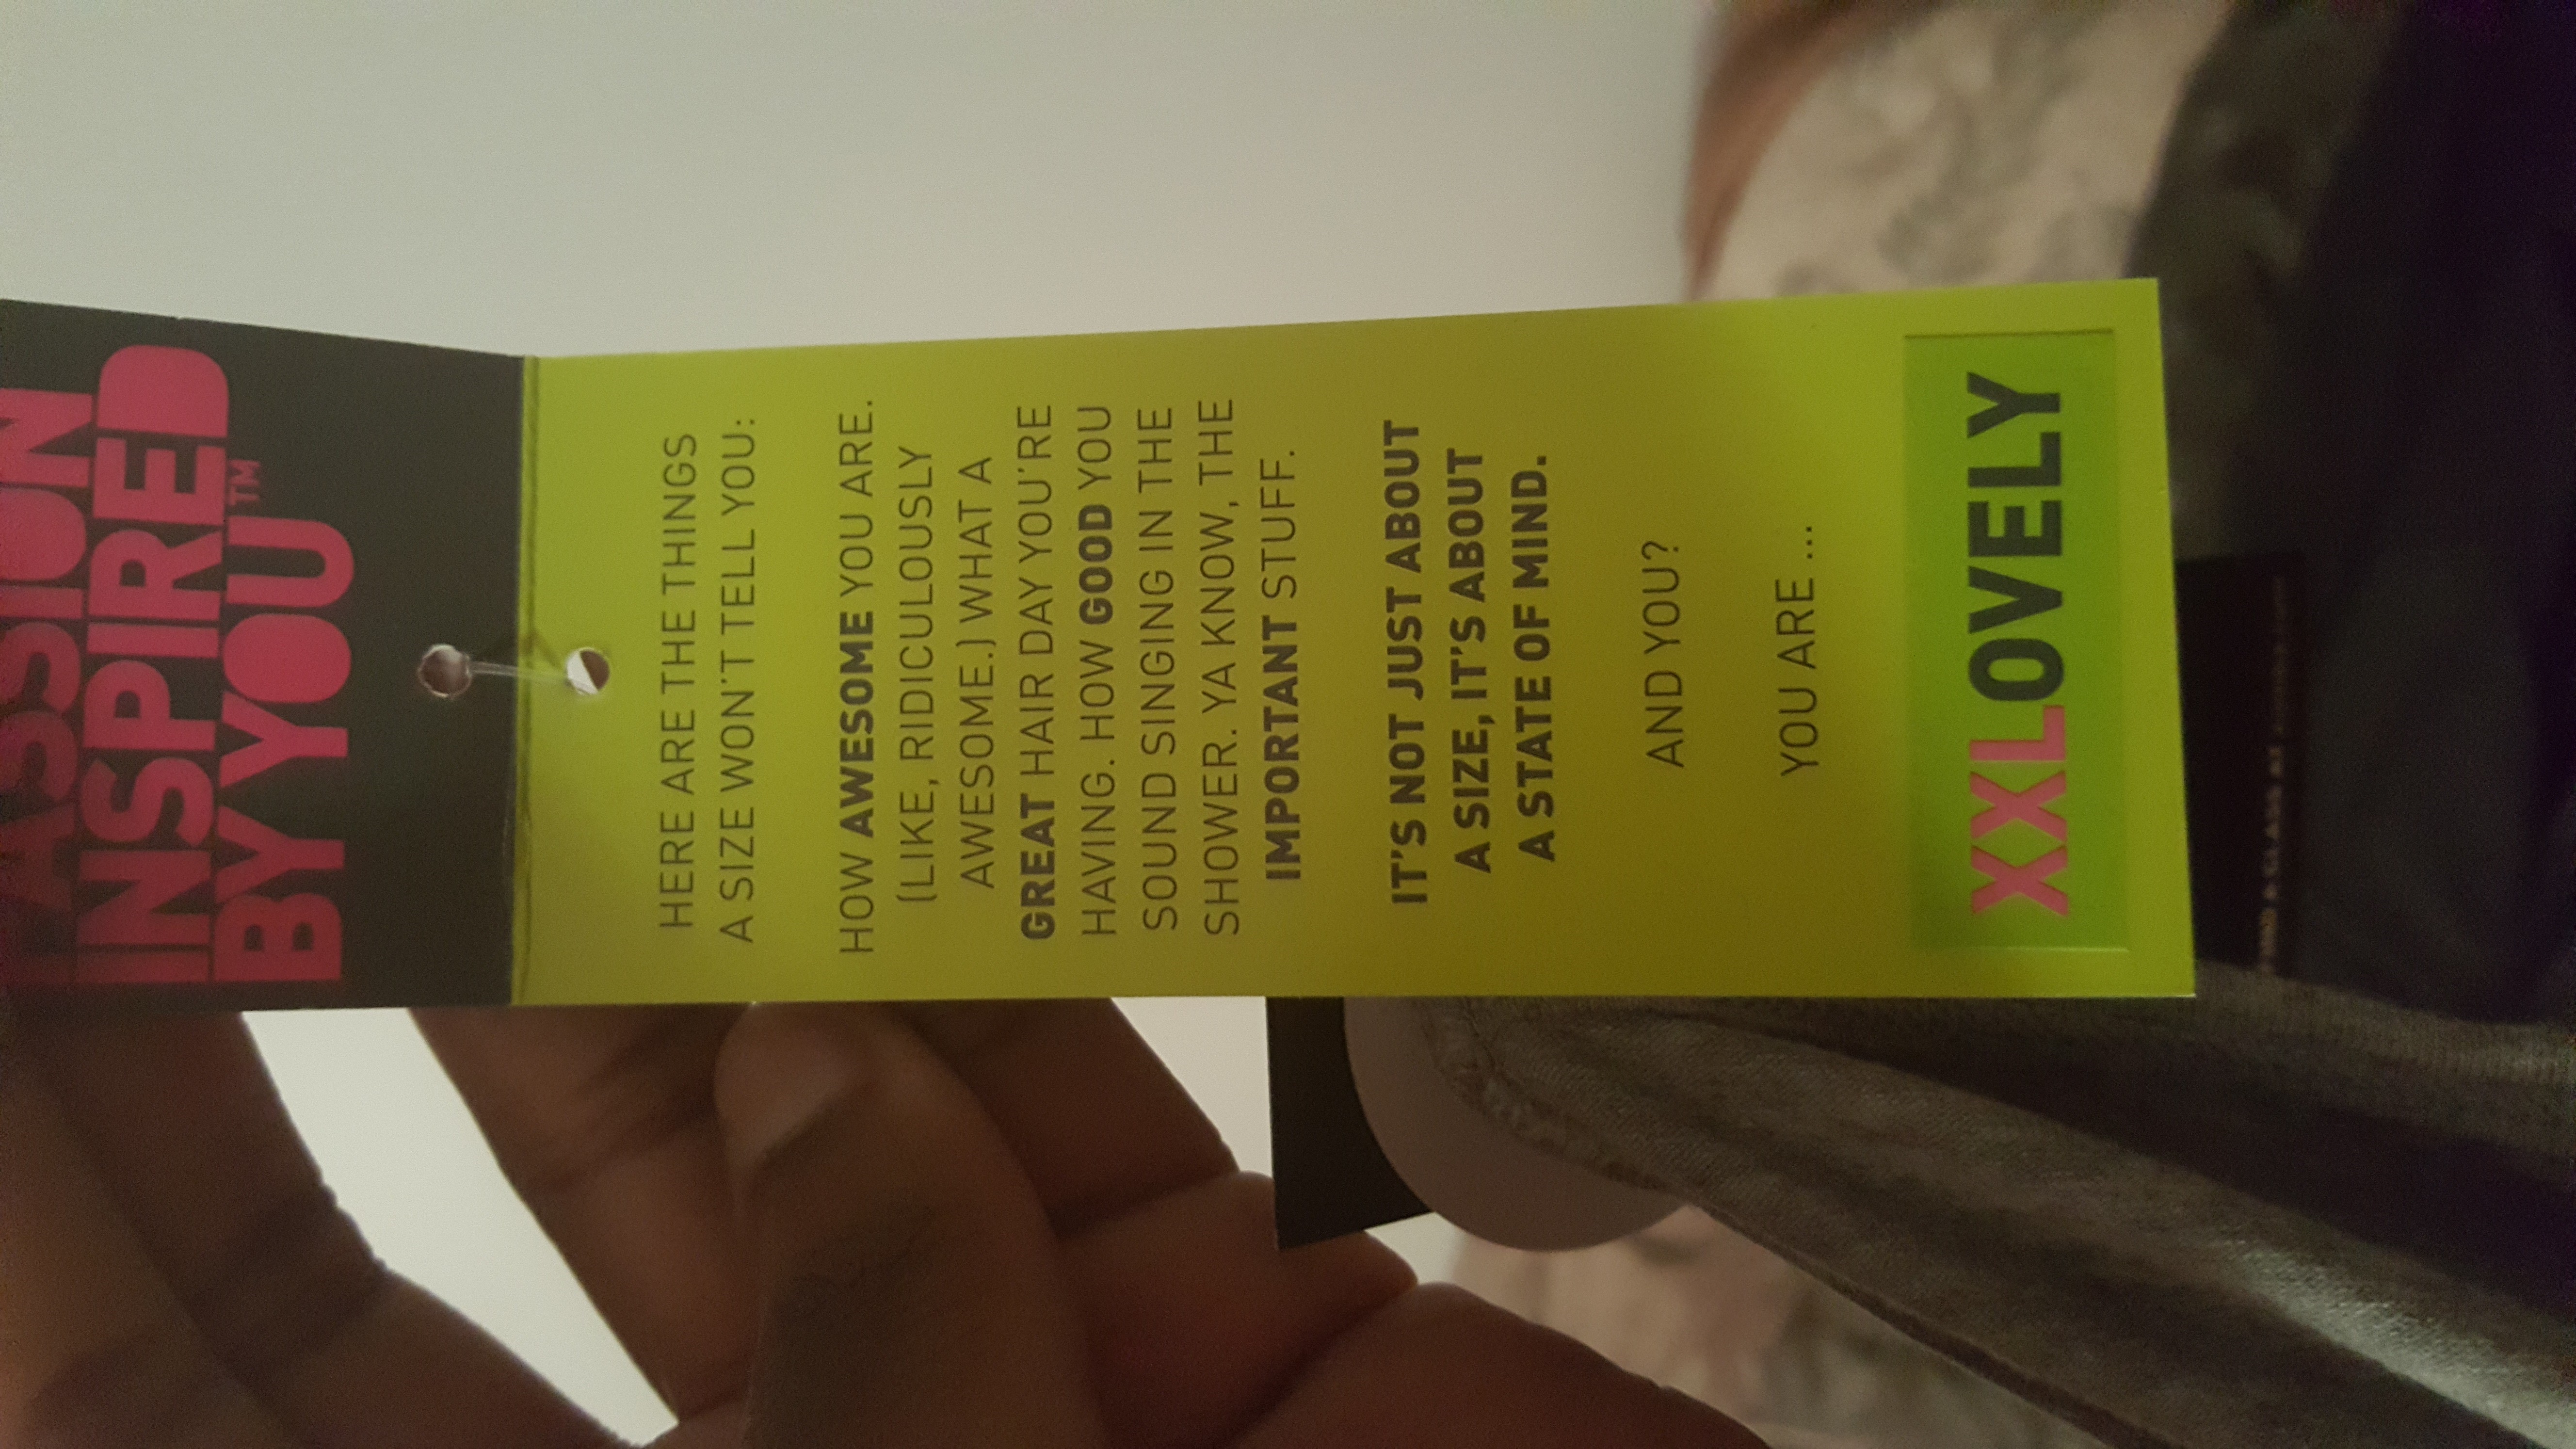 INSPIRED
BY YOU™
HERE ARE THE THINGS
A SIZE WON'T TELL YOU:
HOW AWESOME YOU ARE.
(LIKE, RIDICULOUSLY
AWESOME.) WHAT A
GREAT HAIR DAY YOU'RE
HAVING. HOW GOOD YOU
SOUND SINGING IN THE
SHOWER. YA KNOW, THE
IMPORTANT STUFF.
IT'S NOT JUST ABOUT
A SIZE, IT'S ABOUT
A STATE OF MIND.
AND YOU?
YOU ARE ...
XXLOVELY